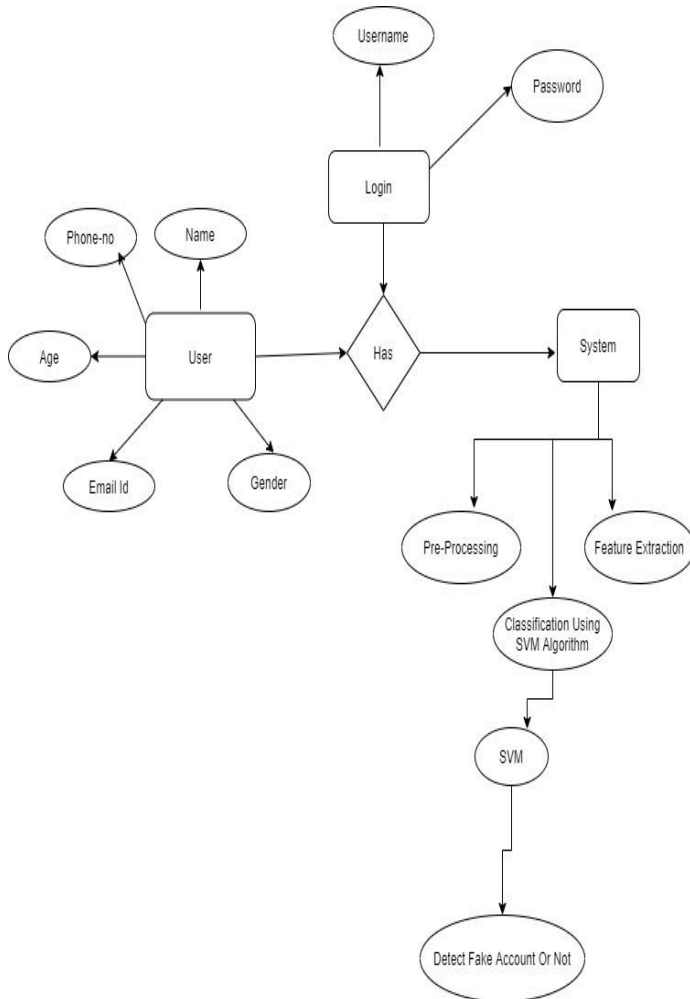 Username
Password
Login
Phone-no
Name
Age
User
Has
System
Email Id
Gender
Pre-Processing
Feature Extraction
Classification Using
SVM Algorithm
SVM
Detect Fake Account Or Not